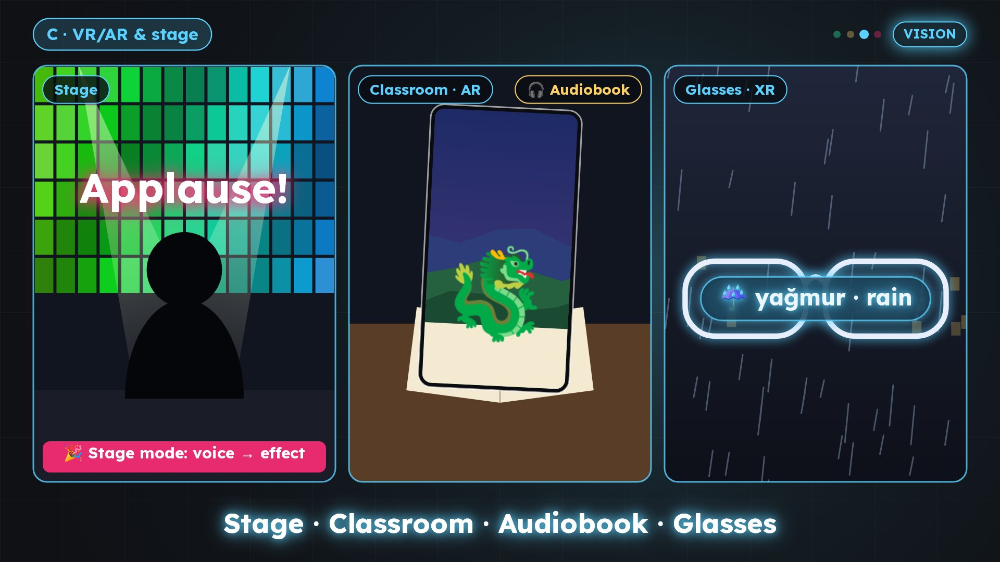 C · VR/AR & stage
VISION
Stage
Applause!
🎉 Stage mode: voice → effect
Classroom · AR
🎧 Audiobook
Glasses · XR
☔ yağmur · rain
Stage · Classroom · Audiobook · Glasses